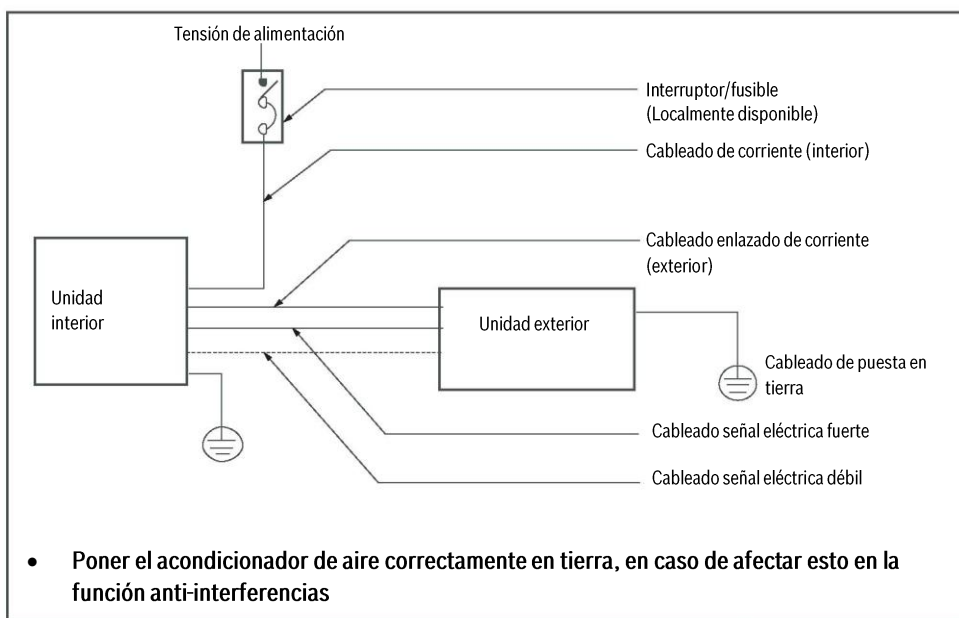 Tensión de alimentación
Interruptor/fusible
(Localmente disponible)
Cableado de corriente (interior)
Cableado enlazado de corriente
(exterior)
Unidad
interior
Unidad exterior
Cableado de puesta en
tierra
Cableado señal eléctrica fuerte
Cableado señal eléctrica débil
• Poner el acondicionador de aire correctamente en tierra, en caso de afectar esto en la
función anti-interferencias